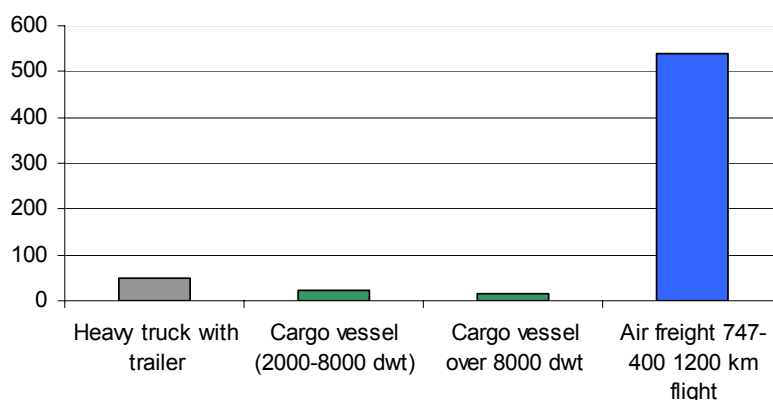 600
500
400
300
200
100
0
Heavy truck with
trailer
Cargo vessel
(2000-8000 dwt)
Cargo vessel
over 8000 dwt
Air freight 747-
400 1200 km
flight